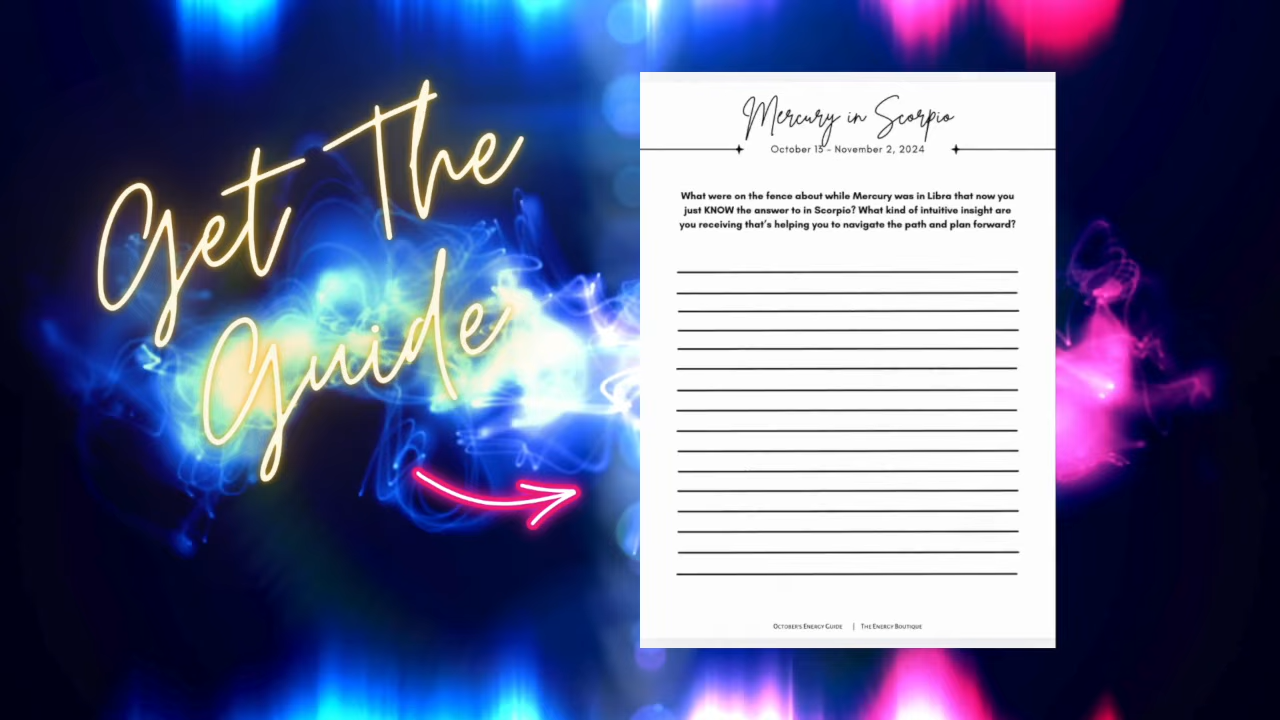 Get The
Guide
Mercury in Scorpio
October 15 - November 2, 2024
What were on the fence about while Mercury was in Libra that now you
just KNOW the answer to in Scorpio? What kind of intuitive insight are
you receiving that's helping you to navigate the path and plan forward?
October's Energy Guide | The Energy Boutique